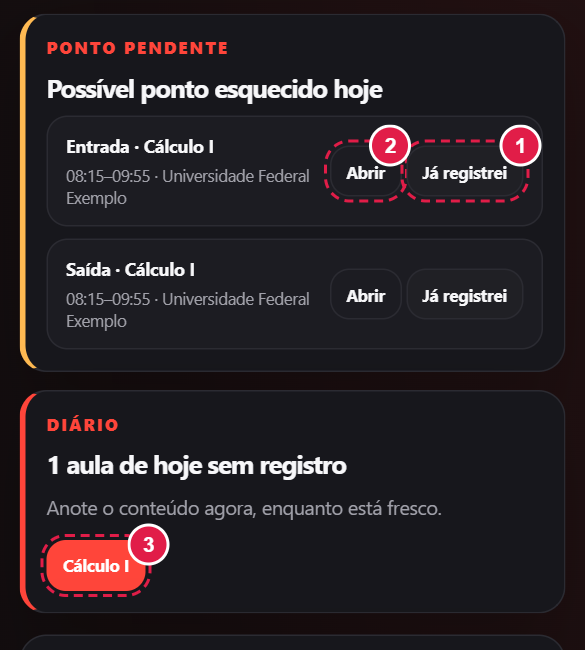 PONTO PENDENTE
Possível ponto esquecido hoje
Entrada · Cálculo I
08:15–09:55 · Universidade Federal
Exemplo
2
Abrir
1
Já registrei
Saída · Cálculo I
08:15–09:55 · Universidade Federal
Exemplo
Abrir
Já registrei
DIÁRIO
1 aula de hoje sem registro
Anote o conteúdo agora, enquanto está fresco.
3
Cálculo I